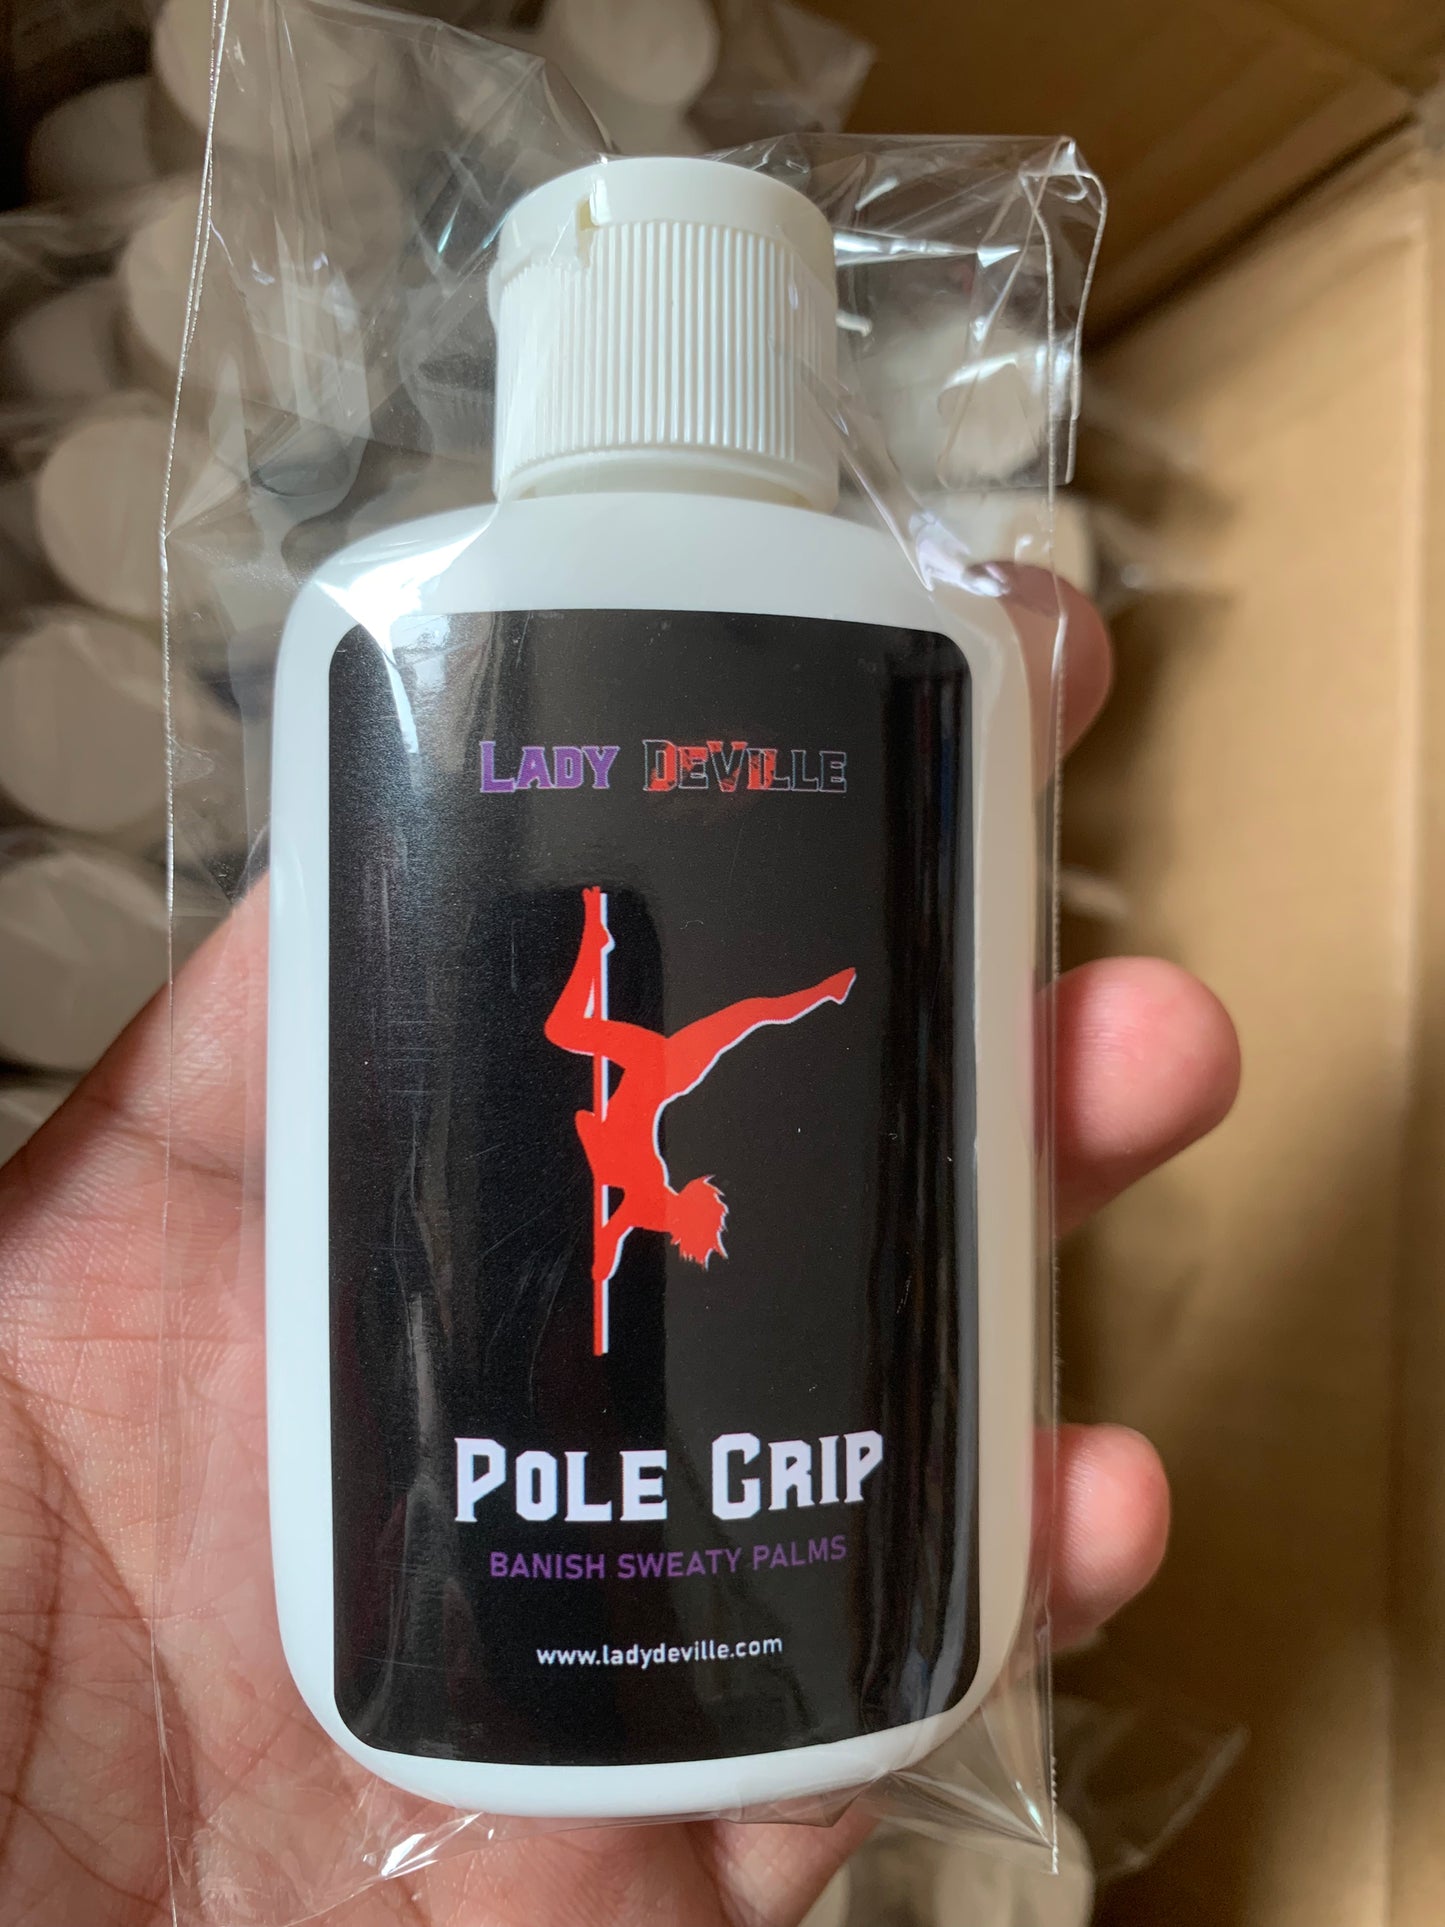 LADY DEVILLE
POLE GRIP
BANISH SWEATY PALMS
www.ladydeville.com